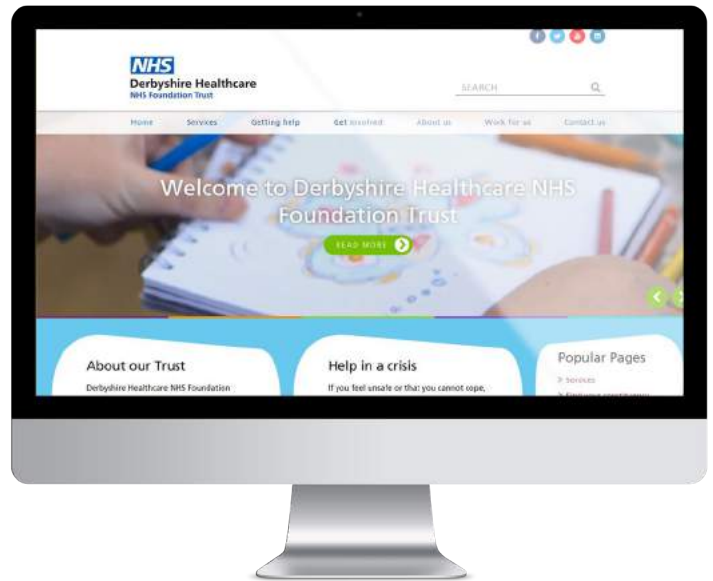 NHS
Derbyshire Healthcare
NHS Foundation Trust
SEARCH
Home Services Getting help Get involved About us Work for us Contact us
Welcome to Derbyshire Healthcare NHS
Foundation Trust
READ MORE
About our Trust
Derbyshire Healthcare NHS Foundation
Help in a crisis
If you feel unsafe or that you cannot cope,
Popular Pages
Services